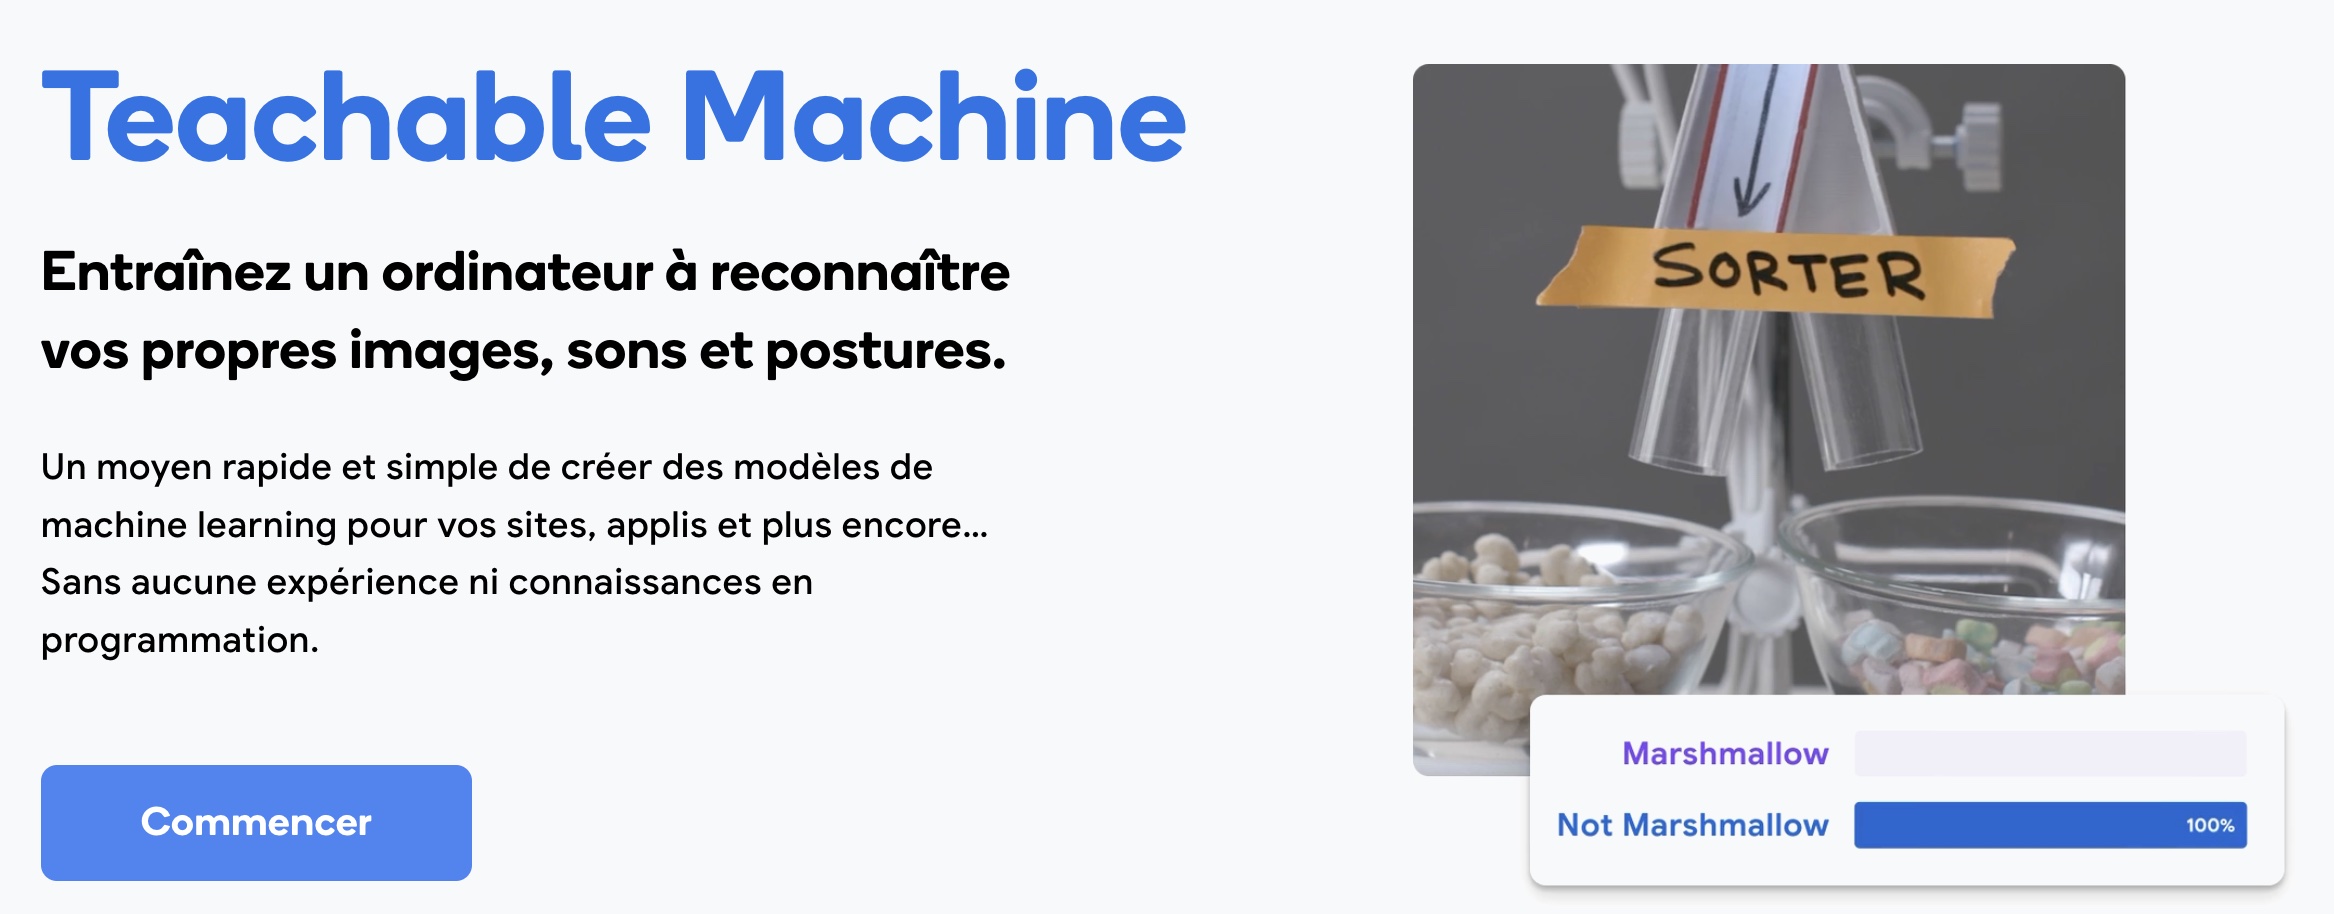 Teachable Machine
Entraînez un ordinateur à reconnaître
vos propres images, sons et postures.
Un moyen rapide et simple de créer des modèles de
machine learning pour vos sites, applis et plus encore…
Sans aucune expérience ni connaissances en
programmation.
Commencer
SORTER
Marshmallow
Not Marshmallow
100%